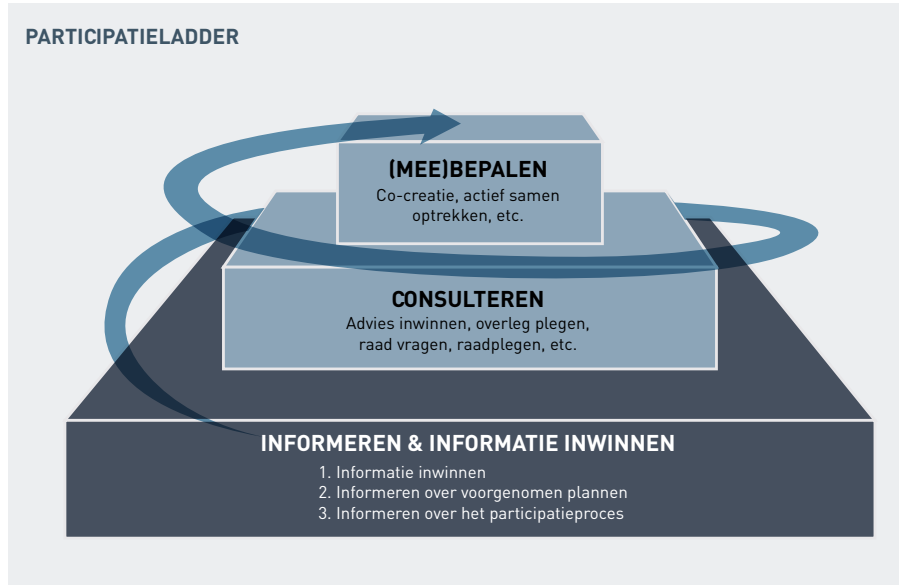 PARTICIPATIELADDER
(MEE)BEPALEN
Co-creatie, actief samen
optrekken, etc.
CONSULTEREN
Advies inwinnen, overleg plegen,
raad vragen, raadplegen, etc.
INFORMEREN & INFORMATIE INWINNEN
1. Informatie inwinnen
2. Informeren over voorgenomen plannen
3. Informeren over het participatieproces